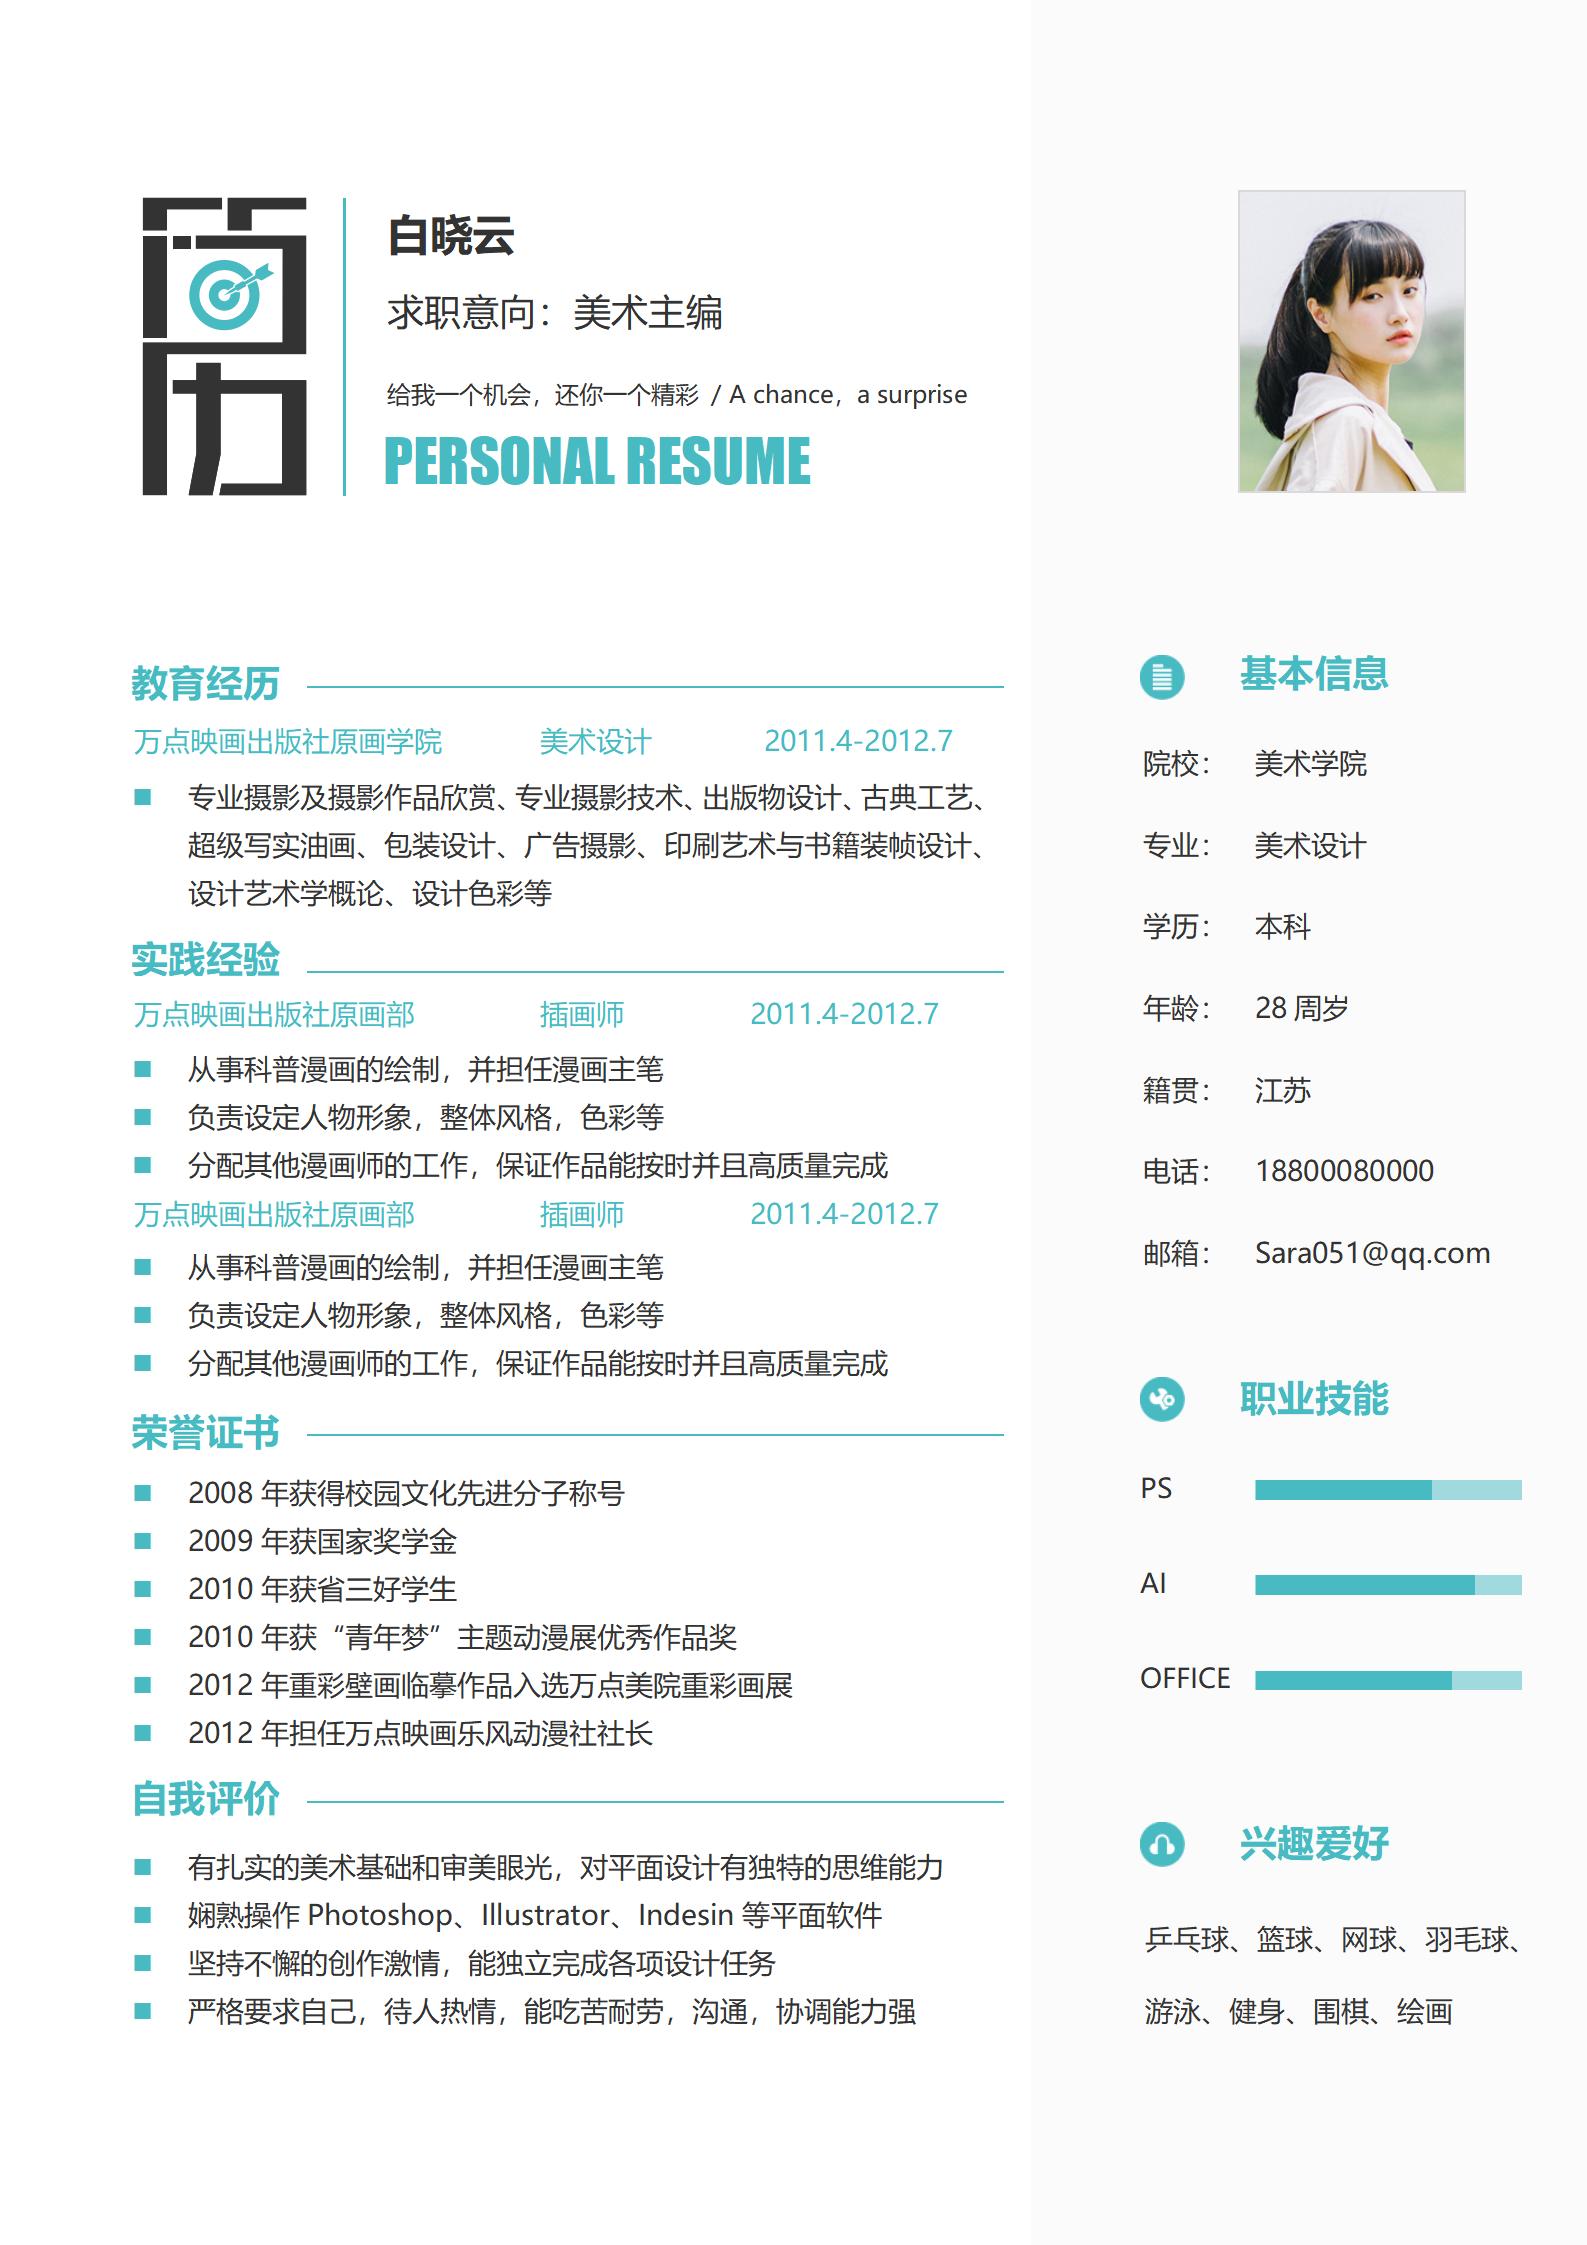 简历
白晓云
求职意向：美术主编
给我一个机会，还你一个精彩 / A chance，a surprise
PERSONAL RESUME
教育经历
万点映画出版社原画学院 美术设计 2011.4-2012.7
专业摄影及摄影作品欣赏、专业摄影技术、出版物设计、古典工艺、
超级写实油画、包装设计、广告摄影、印刷艺术与书籍装帧设计、
设计艺术学概论、设计色彩等
实践经验
万点映画出版社原画部 插画师 2011.4-2012.7
从事科普漫画的绘制，并担任漫画主笔
负责设定人物形象，整体风格，色彩等
分配其他漫画师的工作，保证作品能按时并且高质量完成
万点映画出版社原画部 插画师 2011.4-2012.7
从事科普漫画的绘制，并担任漫画主笔
负责设定人物形象，整体风格，色彩等
分配其他漫画师的工作，保证作品能按时并且高质量完成
荣誉证书
2008 年获得校园文化先进分子称号
2009 年获国家奖学金
2010 年获省三好学生
2010 年获“青年梦”主题动漫展优秀作品奖
2012 年重彩壁画临摹作品入选万点美院重彩画展
2012 年担任万点映画乐风动漫社社长
自我评价
有扎实的美术基础和审美眼光，对平面设计有独特的思维能力
娴熟操作 Photoshop、Illustrator、Indesin 等平面软件
坚持不懈的创作激情，能独立完成各项设计任务
严格要求自己，待人热情，能吃苦耐劳，沟通，协调能力强
基本信息
院校： 美术学院
专业： 美术设计
学历： 本科
年龄： 28 周岁
籍贯： 江苏
电话： 18800080000
邮箱： Sara051@qq.com
职业技能
PS
AI
OFFICE
兴趣爱好
乒乓球、篮球、网球、羽毛球、
游泳、健身、围棋、绘画